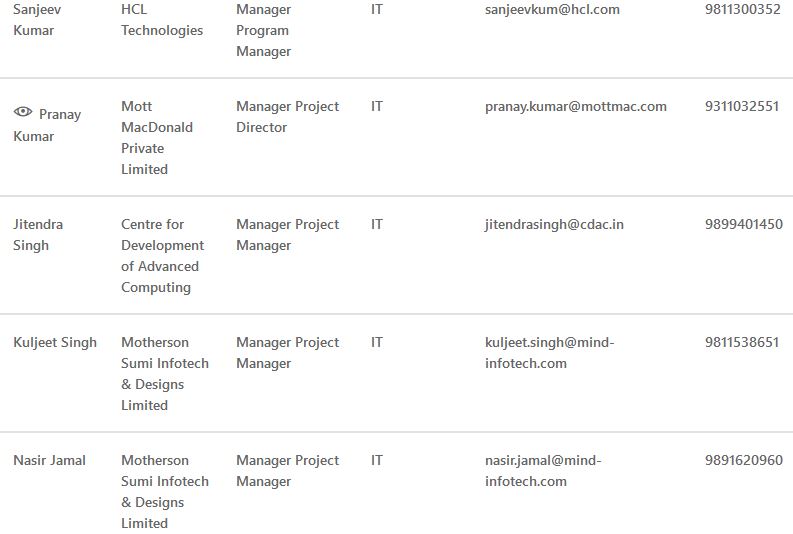 Sanjeev HCL Manager IT sanjeevkum@hcl.com 9811300352
Kumar Technologies Program
Manager
Mott Manager Project IT pranay.kumar@mottmac.com 9311032551
Pranay MacDonald Director
Kumar Private
Limited
Jitendra Centre for Manager Project IT jitendrasingh@cdac.in 9899401450
Singh Development Manager
of Advanced
Computing
Kuljeet Singh Motherson Manager Project IT kuljeet.singh@mind- 9811538651
Sumi Infotech Manager infotech.com
& Designs
Limited
Nasir Jamal Motherson Manager Project IT nasir.jamal@mind- 9891620960
Sumi Infotech Manager infotech.com
& Designs
Limited